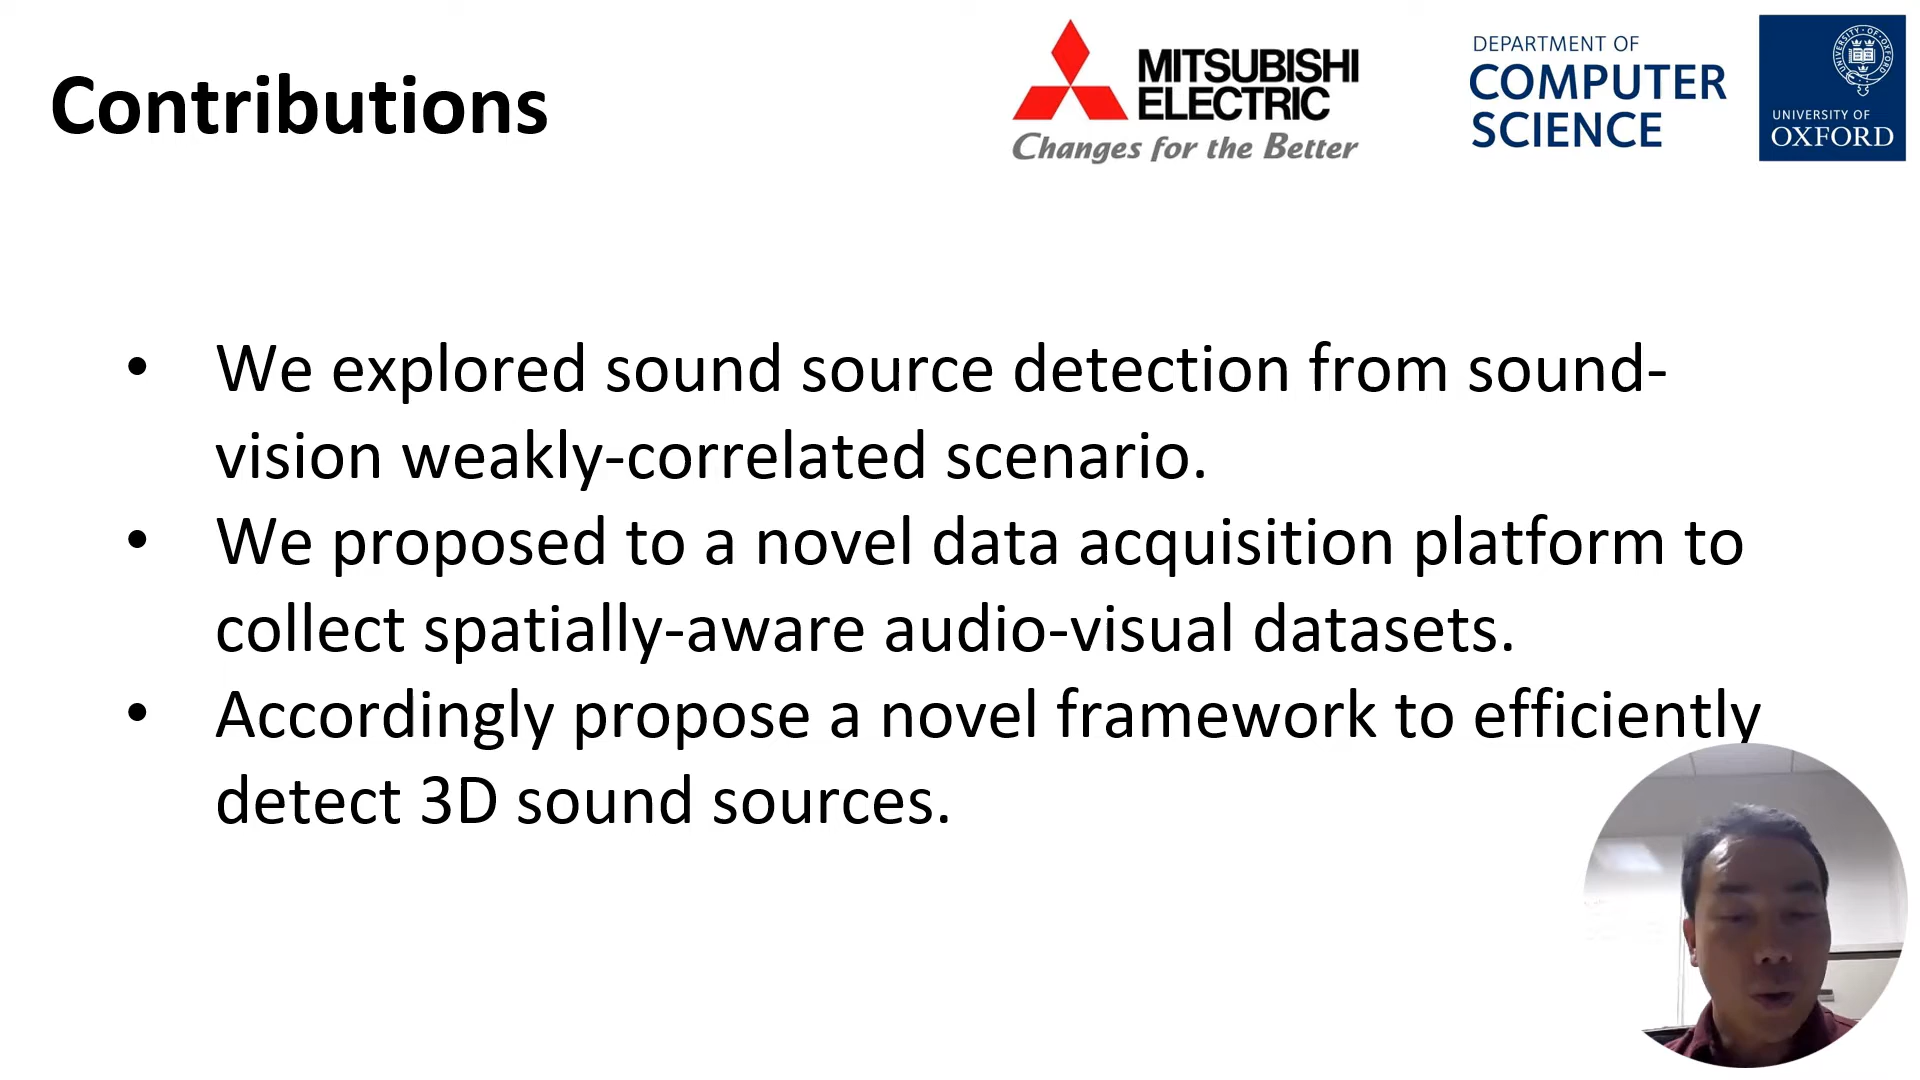 Contributions
MITSUBISHI
ELECTRIC
Changes for the Better
DEPARTMENT OF
COMPUTER
SCIENCE
UNIVERSITY OF
OXFORD
• We explored sound source detection from sound-
vision weakly-correlated scenario.
• We proposed to a novel data acquisition platform to
collect spatially-aware audio-visual datasets.
• Accordingly propose a novel framework to efficiently
detect 3D sound sources.